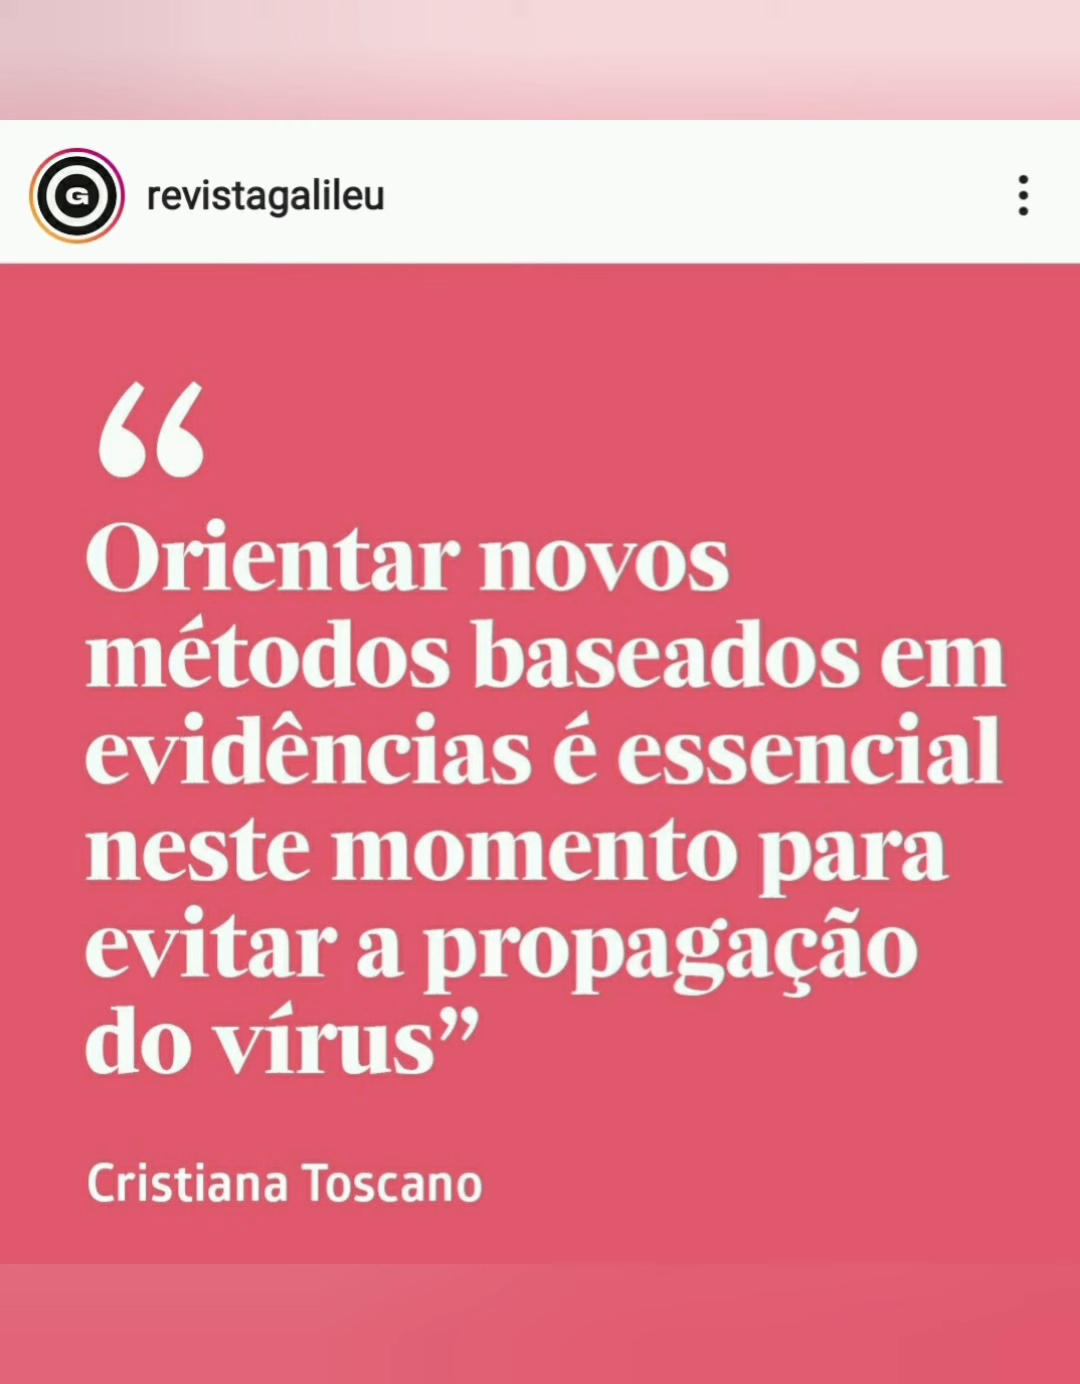 G
revistagalileu
“
Orientar novos
métodos baseados em
evidências é essencial
neste momento para
evitar a propagação
do vírus”
Cristiana Toscano